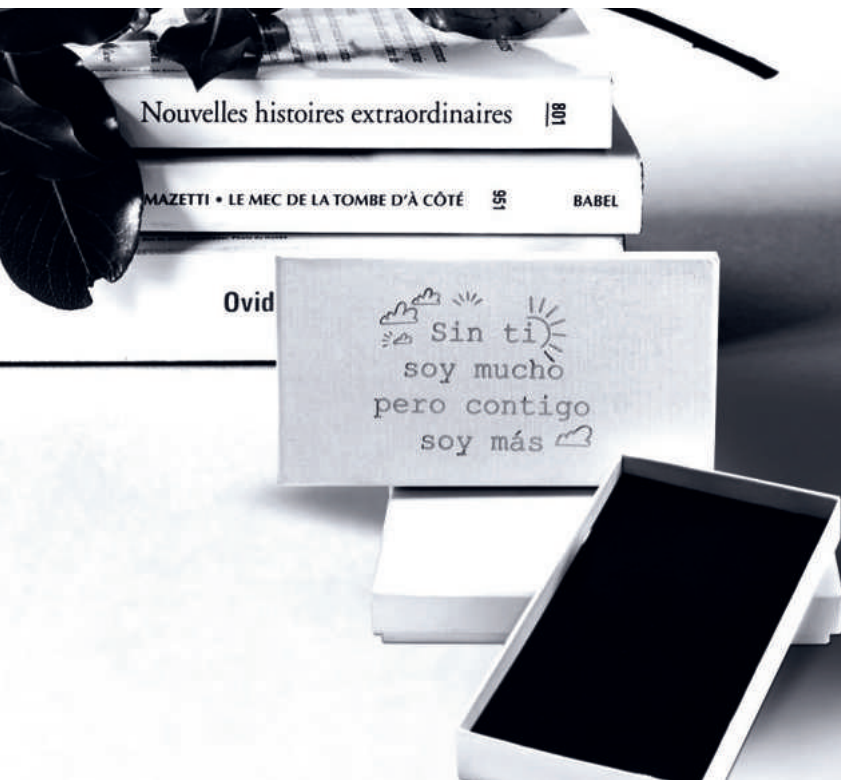 Nouvelles histoires extraordinaires 801
MAZETTI • LE MEC DE LA TOMBE D'À CÔTÉ 951 BABEL
Ovid
Sin ti
soy mucho
pero contigo
soy más